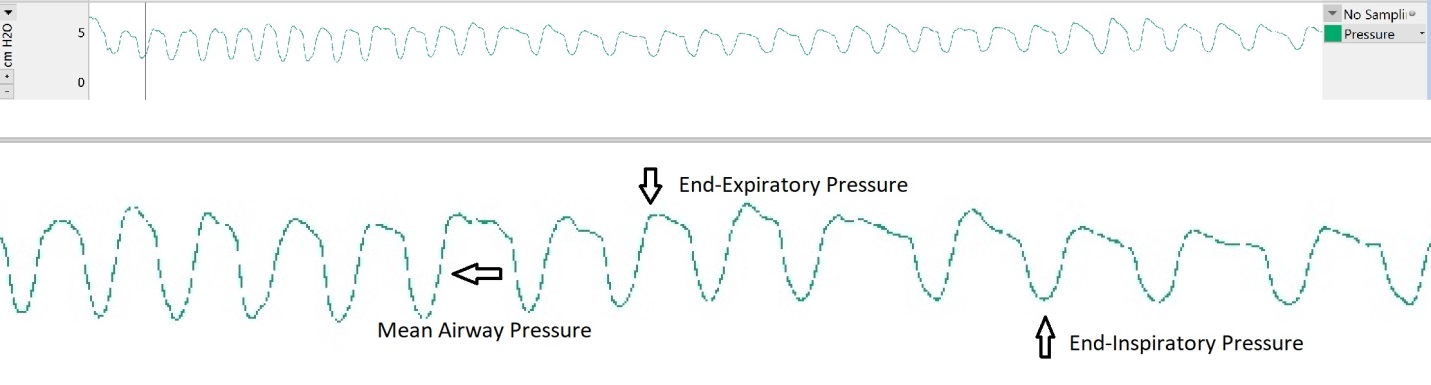 No Sampli
cm H2O
5
Pressure
+
0
-
End-Expiratory Pressure
Mean Airway Pressure
End-Inspiratory Pressure